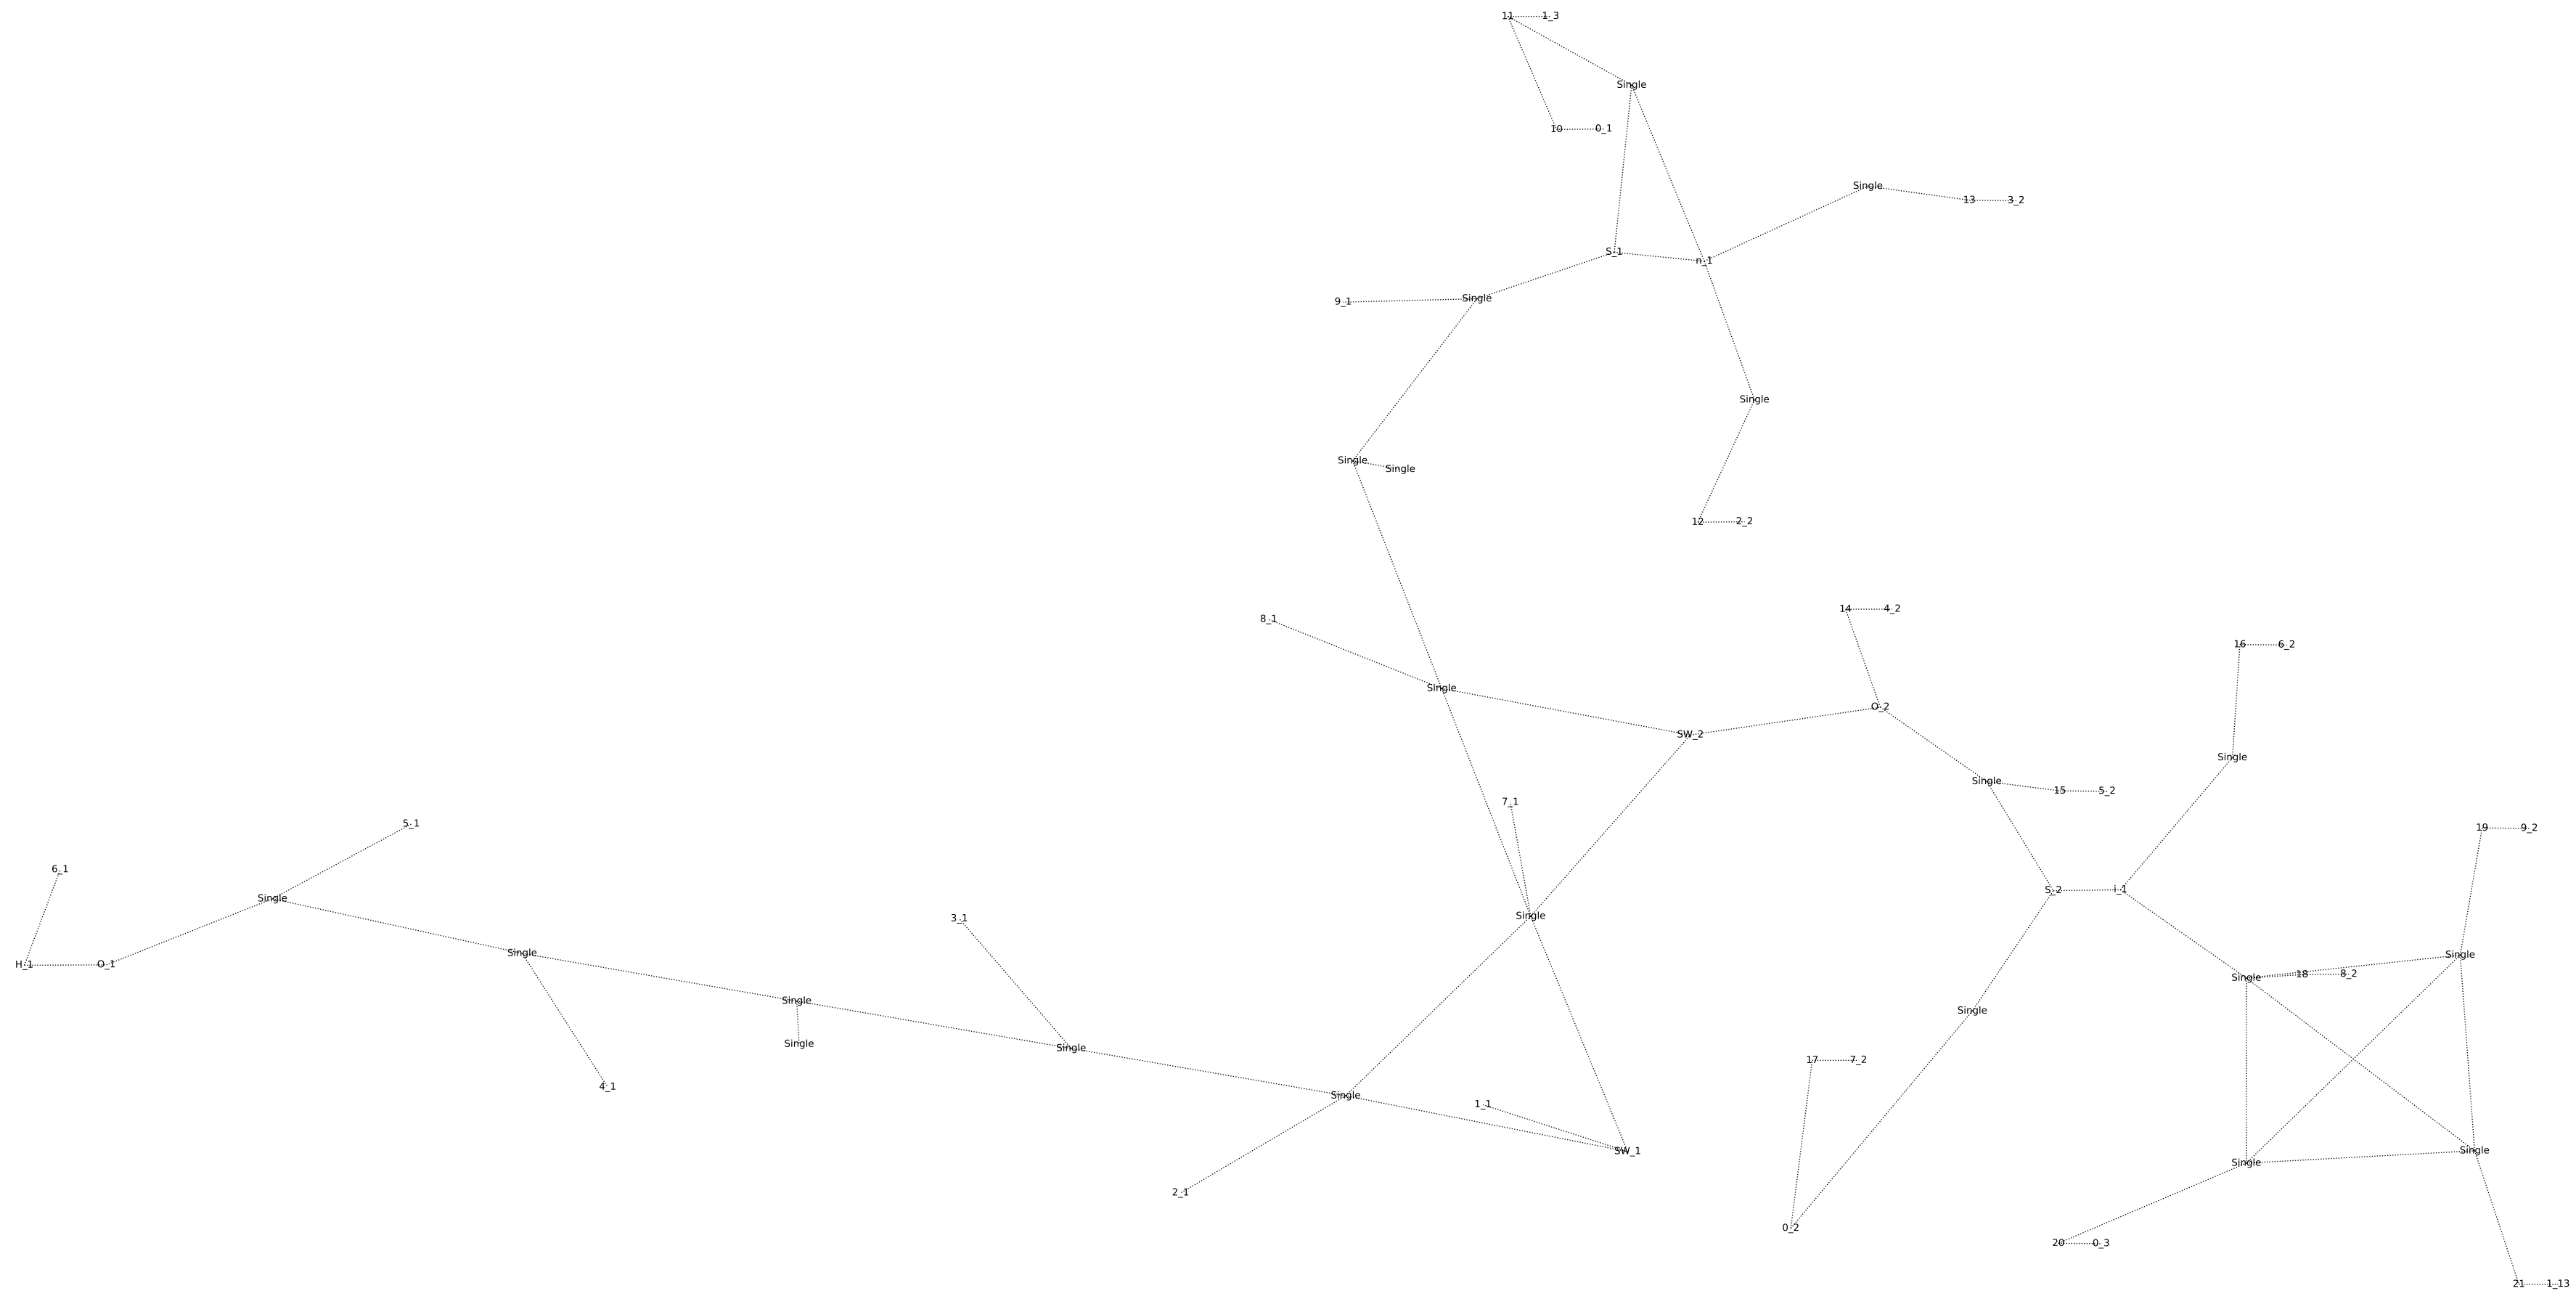 11 1_3
Single
10 0_1
Single
13 3_2
S_1
n_1
Single
9_1
Single
Single
Single
12 2_2
14 4_2
8_1
16 6_2
Single
O_2
SW_2
Single
Single
15 5_2
7_1
5_1
19 9_2
6_1
S_2
i_1
Single
Single
3_1
Single
Single
H_1
O_1
Single
18
8_2
Single
Single
Single
Single
17 7_2
4_1
Single
1_1
SW_1
Single
Single
2_1
0_2
20 0_3
21 1_13